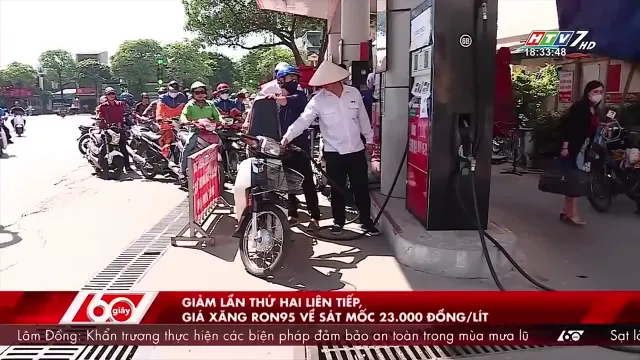 HTV7 HD
18:33:48
60 giây
GIẢM LẦN THỨ HAI LIÊN TIẾP,
GIÁ XĂNG RON95 VỀ SÁT MỐC 23.000 ĐỒNG/LÍT
Lâm Đồng: Khẩn trương thực hiện các biện pháp đảm bảo an toàn trong mùa mưa lũ
60
Sạt l